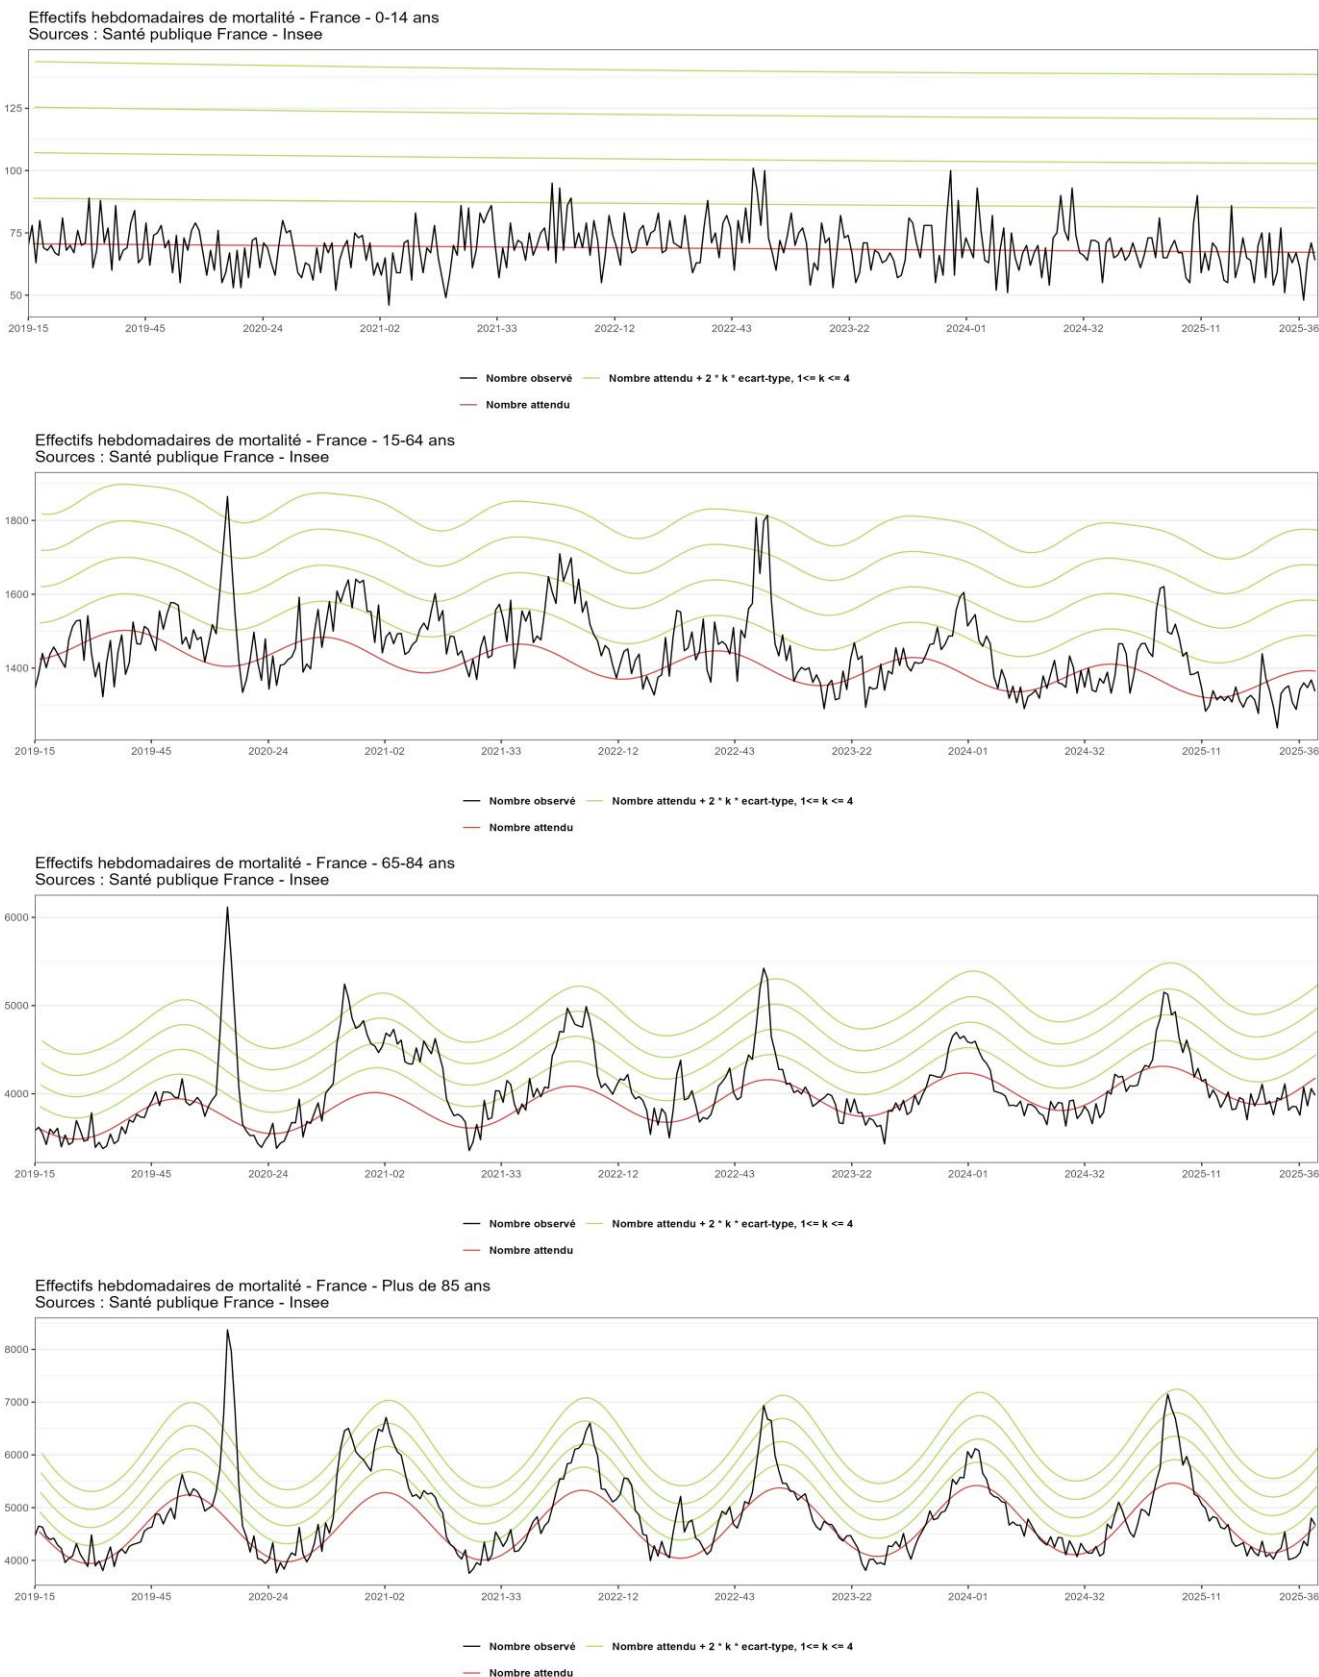 Effectifs hebdomadaires de mortalité - France - 0-14 ans
Sources : Santé publique France - Insee
125
100
75
50
2019-15 2019-45 2020-24 2021-02 2021-33 2022-12 2022-43 2023-22 2024-01 2024-32 2025-11 2025-36
Nombre observé Nombre attendu + 2 * k * ecart-type, 1<= k <= 4
Nombre attendu
Effectifs hebdomadaires de mortalité - France - 15-64 ans
Sources : Santé publique France - Insee
1800
1600
1400
2019-15 2019-45 2020-24 2021-02 2021-33 2022-12 2022-43 2023-22 2024-01 2024-32 2025-11 2025-36
Nombre observé Nombre attendu + 2 * k * ecart-type, 1<= k <= 4
Nombre attendu
Effectifs hebdomadaires de mortalité - France - 65-84 ans
Sources : Santé publique France - Insee
6000
5000
4000
2019-15 2019-45 2020-24 2021-02 2021-33 2022-12 2022-43 2023-22 2024-01 2024-32 2025-11 2025-36
Nombre observé Nombre attendu + 2 * k * ecart-type, 1<= k <= 4
Nombre attendu
Effectifs hebdomadaires de mortalité - France - Plus de 85 ans
Sources : Santé publique France - Insee
8000
7000
6000
5000
4000
2019-15 2019-45 2020-24 2021-02 2021-33 2022-12 2022-43 2023-22 2024-01 2024-32 2025-11 2025-36
Nombre observé Nombre attendu + 2 * k * ecart-type, 1<= k <= 4
Nombre attendu